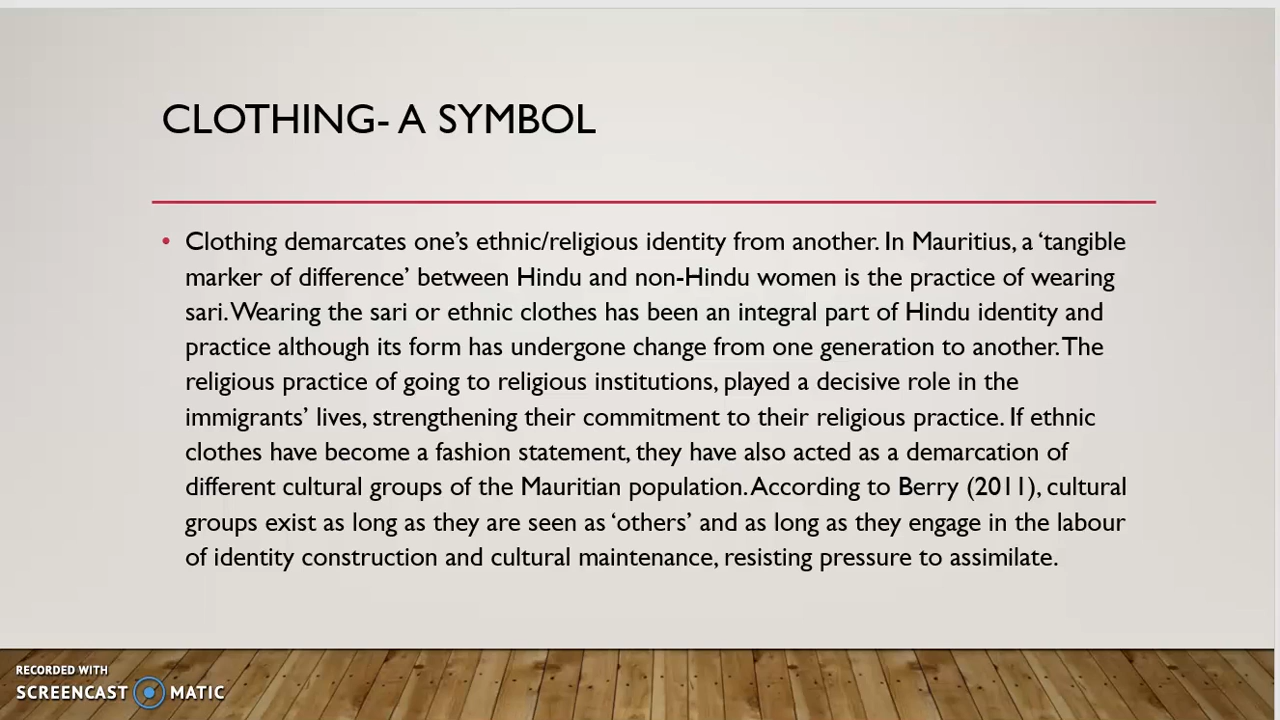 CLOTHING- A SYMBOL
• Clothing demarcates one’s ethnic/religious identity from another. In Mauritius, a ‘tangible
marker of difference’ between Hindu and non-Hindu women is the practice of wearing
sari. Wearing the sari or ethnic clothes has been an integral part of Hindu identity and
practice although its form has undergone change from one generation to another. The
religious practice of going to religious institutions, played a decisive role in the
immigrants’ lives, strengthening their commitment to their religious practice. If ethnic
clothes have become a fashion statement, they have also acted as a demarcation of
different cultural groups of the Mauritian population. According to Berry (2011), cultural
groups exist as long as they are seen as ‘others’ and as long as they engage in the labour
of identity construction and cultural maintenance, resisting pressure to assimilate.
RECORDED WITH
SCREENCAST MATIC